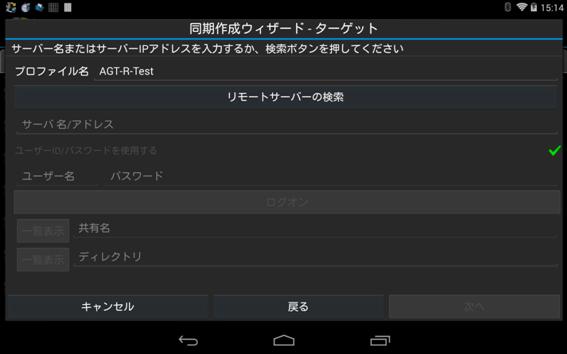 15:14
同期作成ウィザード - ターゲット
サーバー名またはサーバーIPアドレスを入力するか、検索ボタンを押してください
プロファイル名 AGT-R-Test
リモートサーバーの検索
サーバ 名/アドレス
ユーザーID/パスワードを使用する
ユーザー名 パスワード
ログオン
一覧表示 共有名
一覧表示 ディレクトリ
キャンセル 戻る 次へ